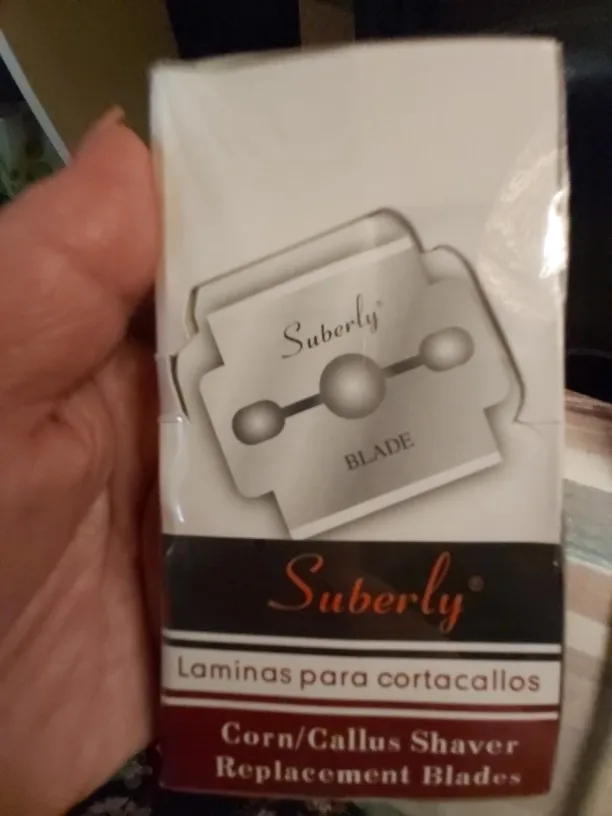 Suberly®
BLADE
Suberly®
Laminas para cortacallos
Corn/Callus Shaver
Replacement Blades